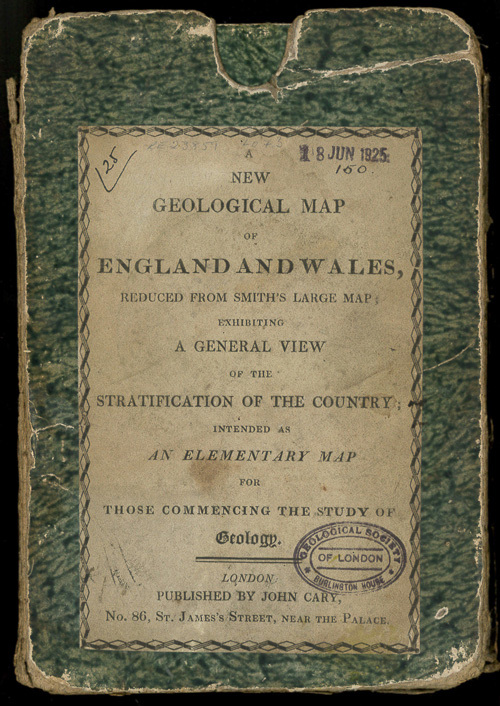 25
A
18 JUN 1925.
160.
NEW
GEOLOGICAL MAP
OF
ENGLAND AND WALES,
REDUCED FROM SMITH'S LARGE MAP;
EXHIBITING
A GENERAL VIEW
OF THE
STRATIFICATION OF THE COUNTRY;
INTENDED AS
AN ELEMENTARY MAP
FOR
THOSE COMMENCING THE STUDY OF
Geology.
GEOLOGICAL SOCIETY
OF LONDON
BURLINGTON HOUSE
LONDON
PUBLISHED BY JOHN CARY,
No. 86, St. James's Street, near the Palace.